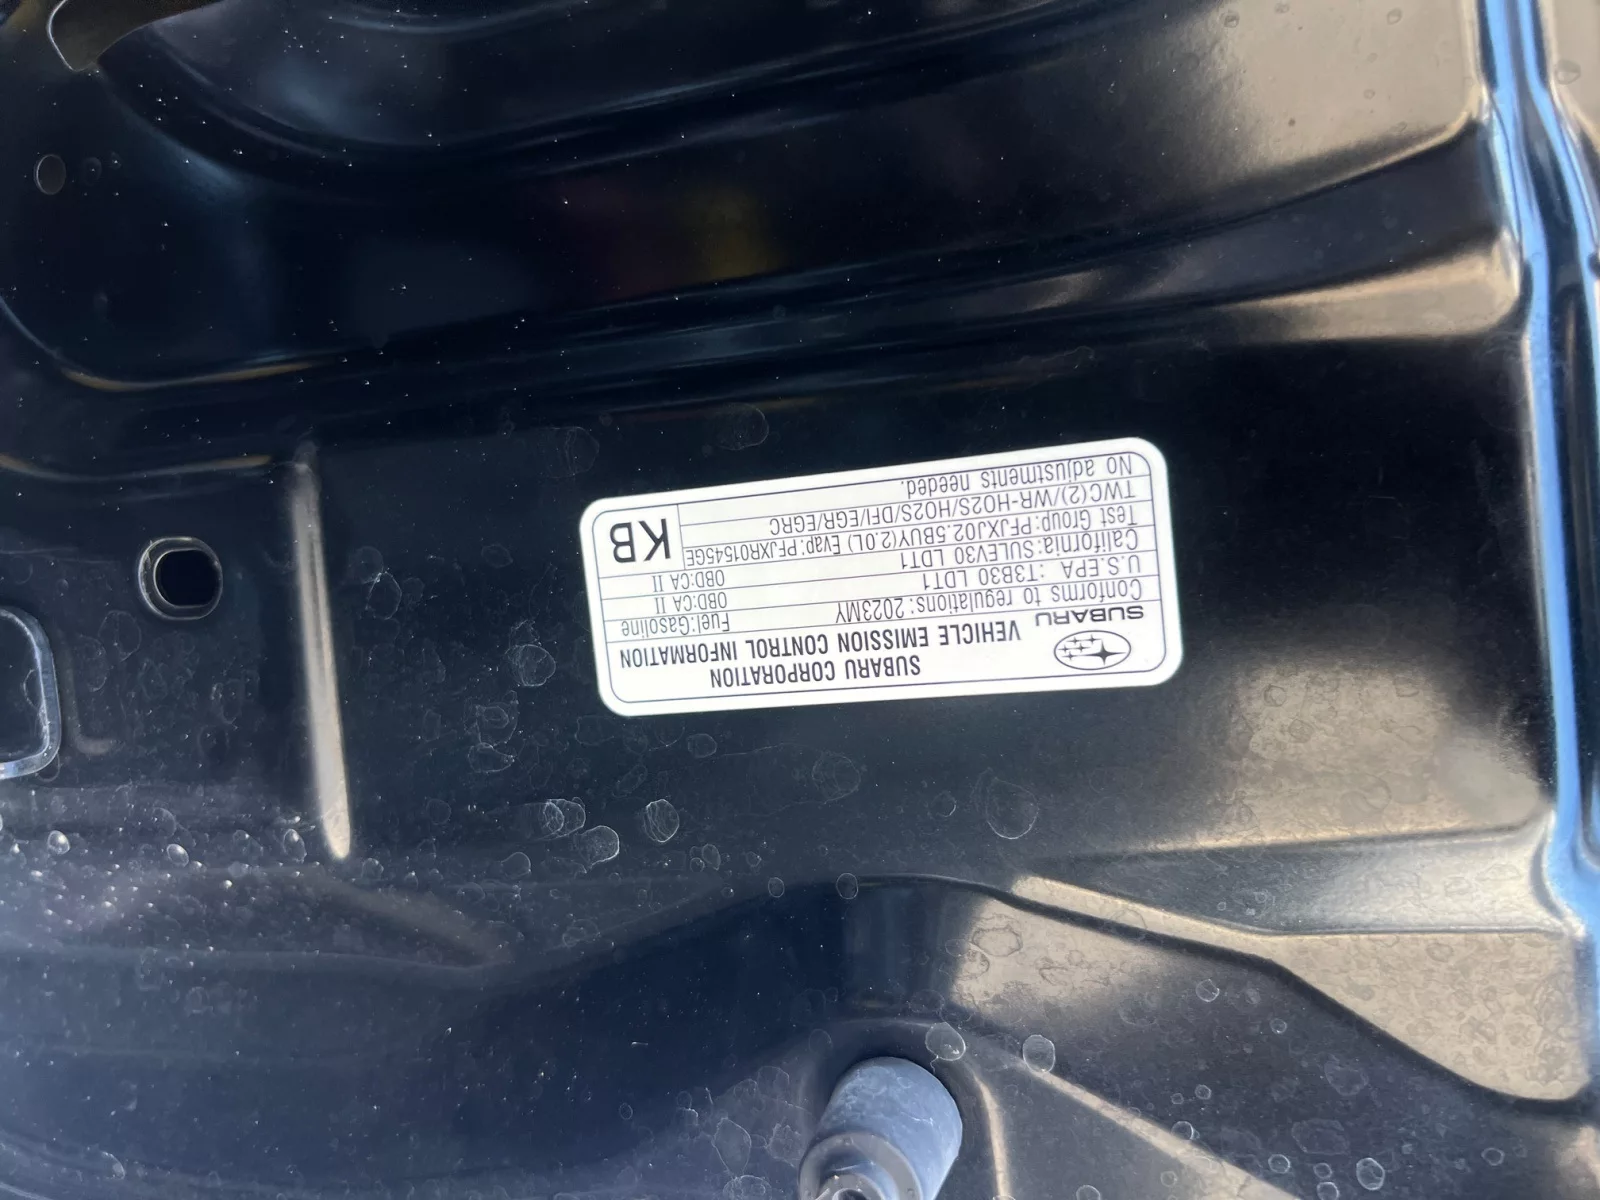 SUBARU CORPORATION
VEHICLE EMISSION CONTROL INFORMATION
SUBARU
Conforms to regulations: 2023MY Fuel:Gasoline
U.S.EPA :T3B30 LDT1 OBD:CA II
California:SULEV30 LDT1 OBD:CA II
Test Group:PFJXJ02.5BUY(2.0L) Evap:PFJXR01545GE
TWC(2)/WR-HO2S/HO2S/DFI/EGR/EGRC
No adjustments needed.
KB